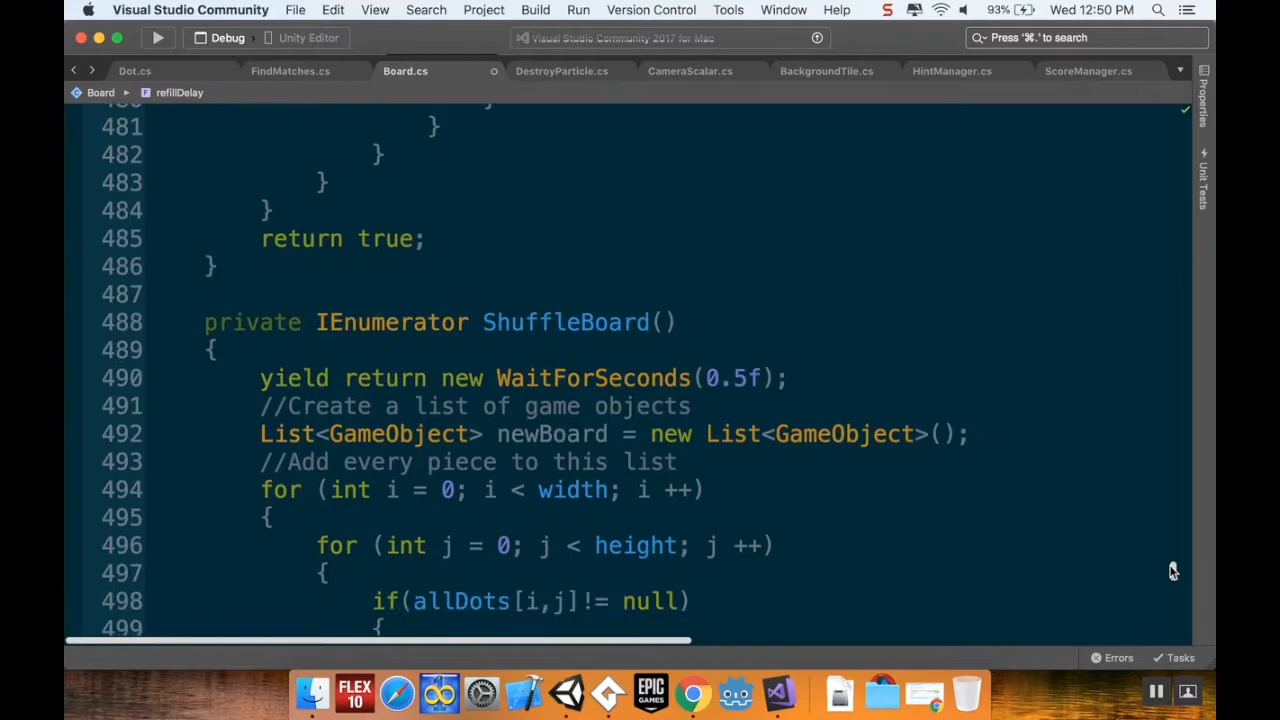 Visual Studio Community File Edit View Search Project Build Run Version Control Tools Window Help S 93% Wed 12:50 PM
Debug Unity Editor Visual Studio Community 2017 for Mac Press '⌘.' to search
Dot.cs FindMatches.cs Board.cs DestroyParticle.cs CameraScalar.cs BackgroundTile.cs HintManager.cs ScoreManager.cs
Board ▸ F refillDelay
Properties
Unit Tests
480 }
481 }
482 }
483 }
484 }
485 return true;
486 }
487
488 private IEnumerator ShuffleBoard()
489 {
490 yield return new WaitForSeconds(0.5f);
491 //Create a list of game objects
492 List<GameObject> newBoard = new List<GameObject>();
493 //Add every piece to this list
494 for (int i = 0; i < width; i ++)
495 {
496 for (int j = 0; j < height; j ++)
497 {
498 if(allDots[i,j]!= null)
499 {
Errors Tasks
FLEX 10
EPIC GAMES